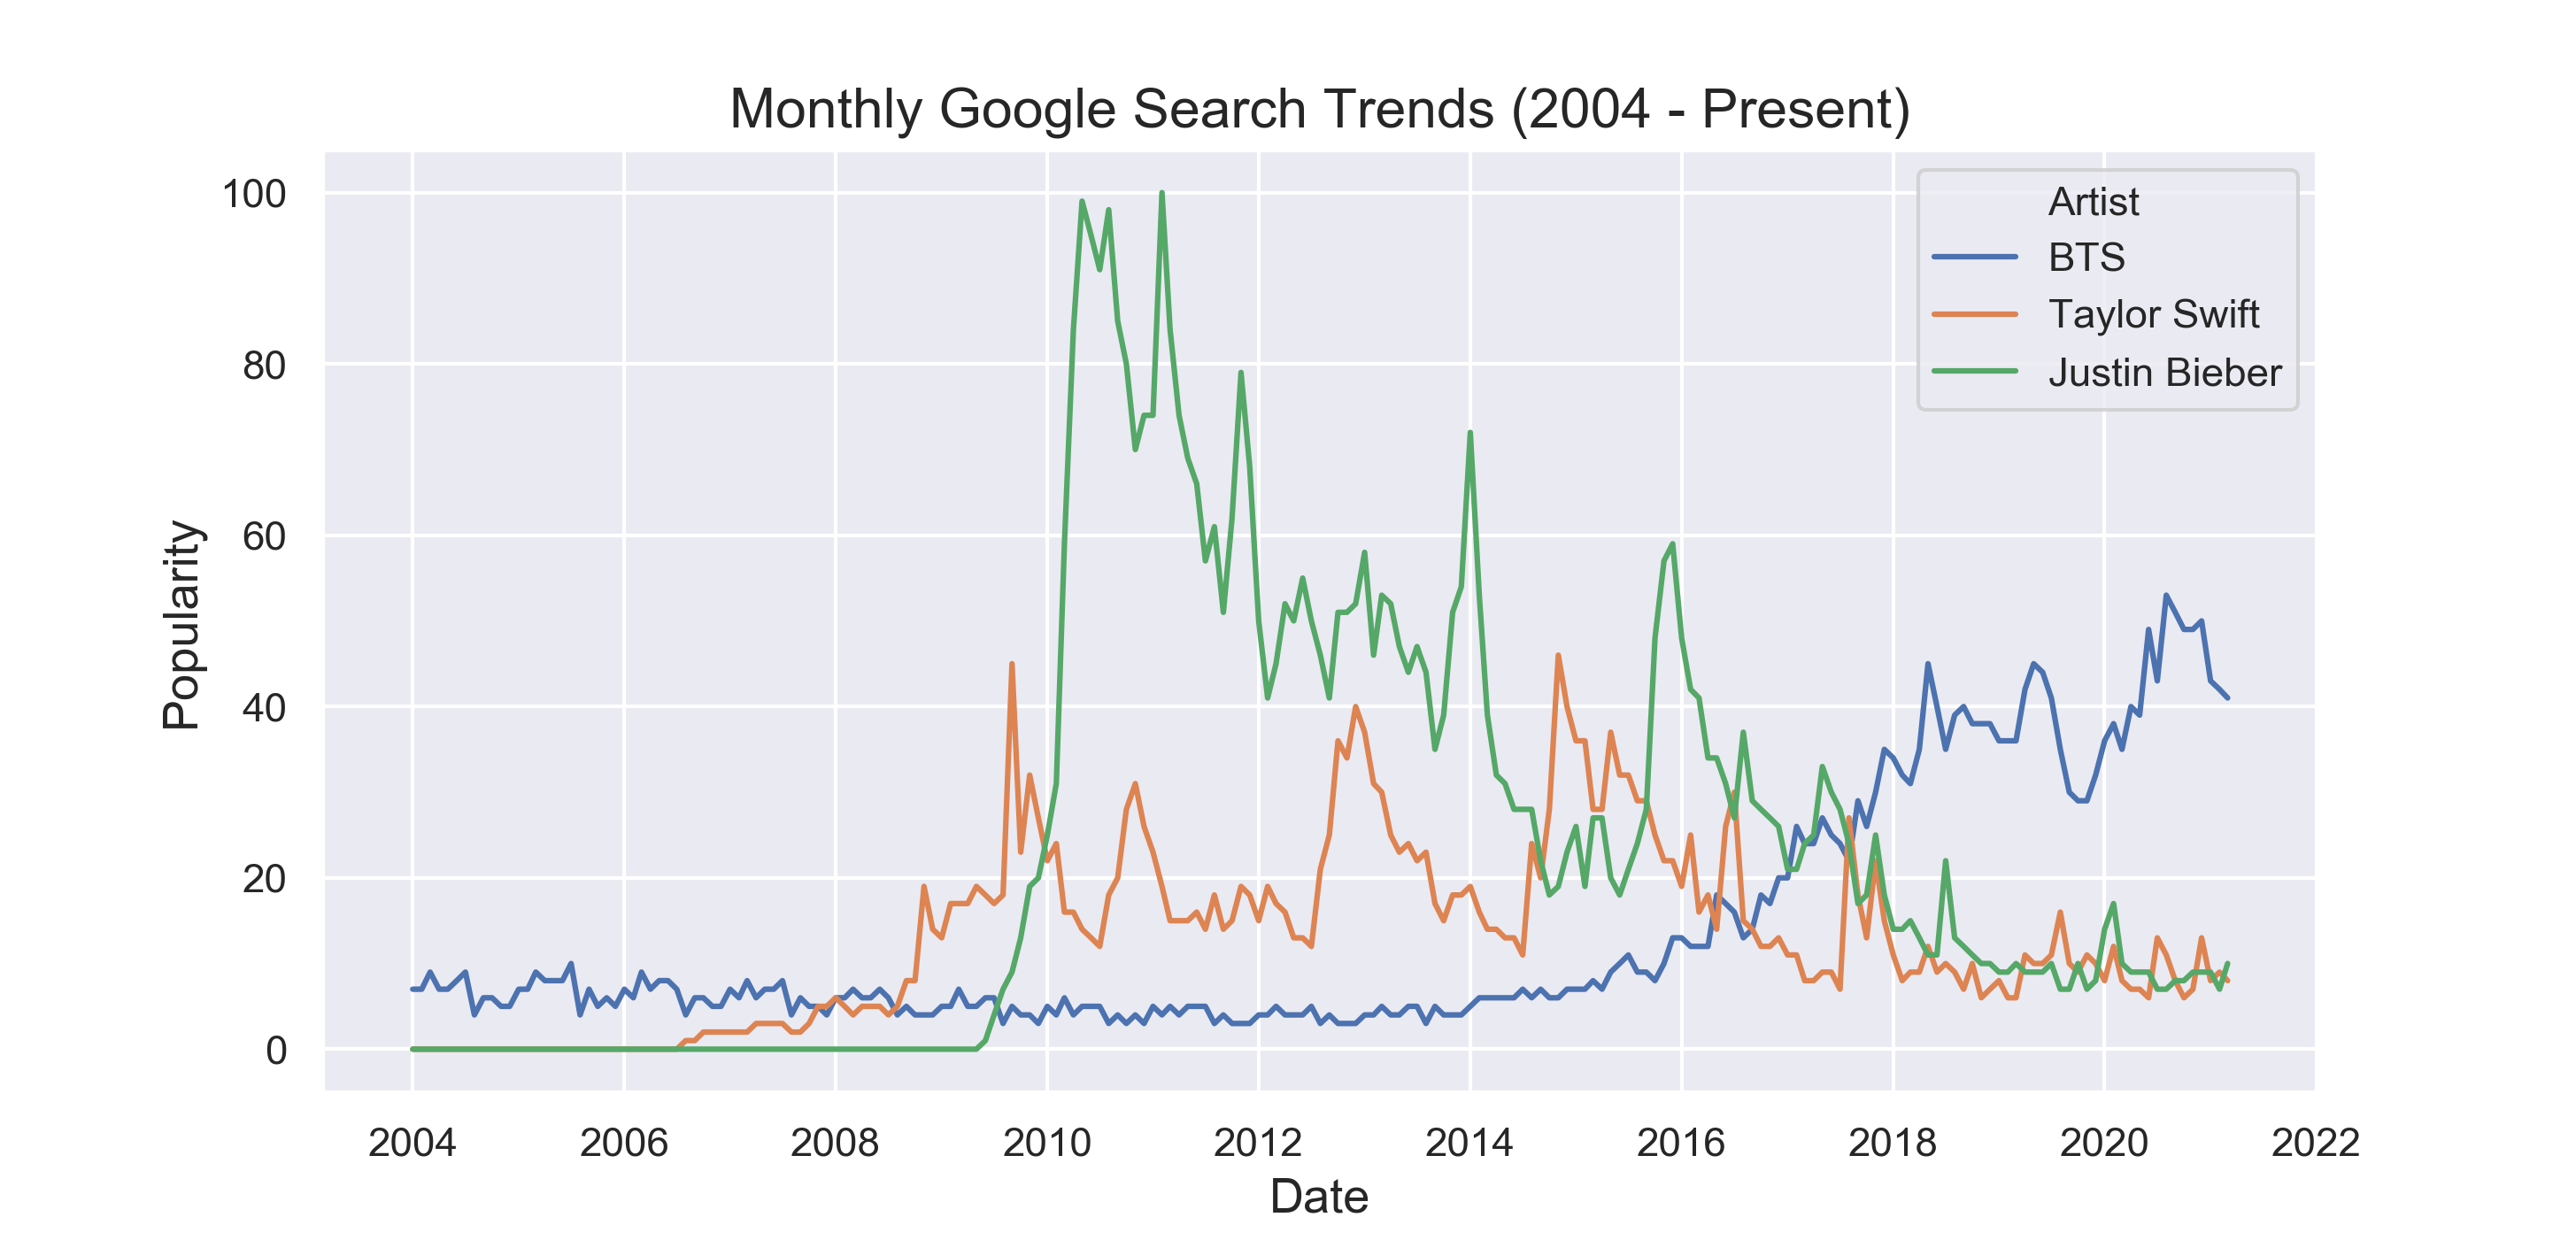 Monthly Google Search Trends (2004 - Present)
Artist
BTS
Taylor Swift
Justin Bieber
Popularity
100
80
60
40
20
0
2004 2006 2008 2010 2012 2014 2016 2018 2020 2022
Date